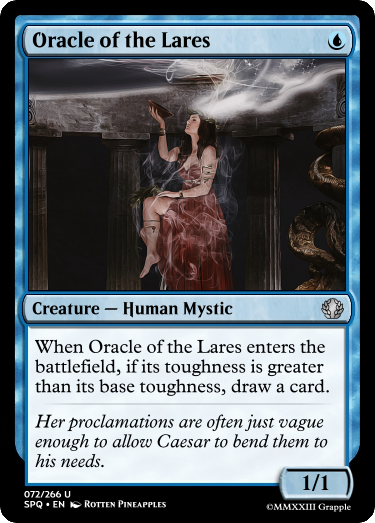 Oracle of the Lares
Creature — Human Mystic
When Oracle of the Lares enters the
battlefield, if its toughness is greater
than its base toughness, draw a card.
Her proclamations are often just vague
enough to allow Caesar to bend them to
his needs.
1/1
072/266 U
SPQ • EN Rotten Pineapples
©MMXXIII Grapple